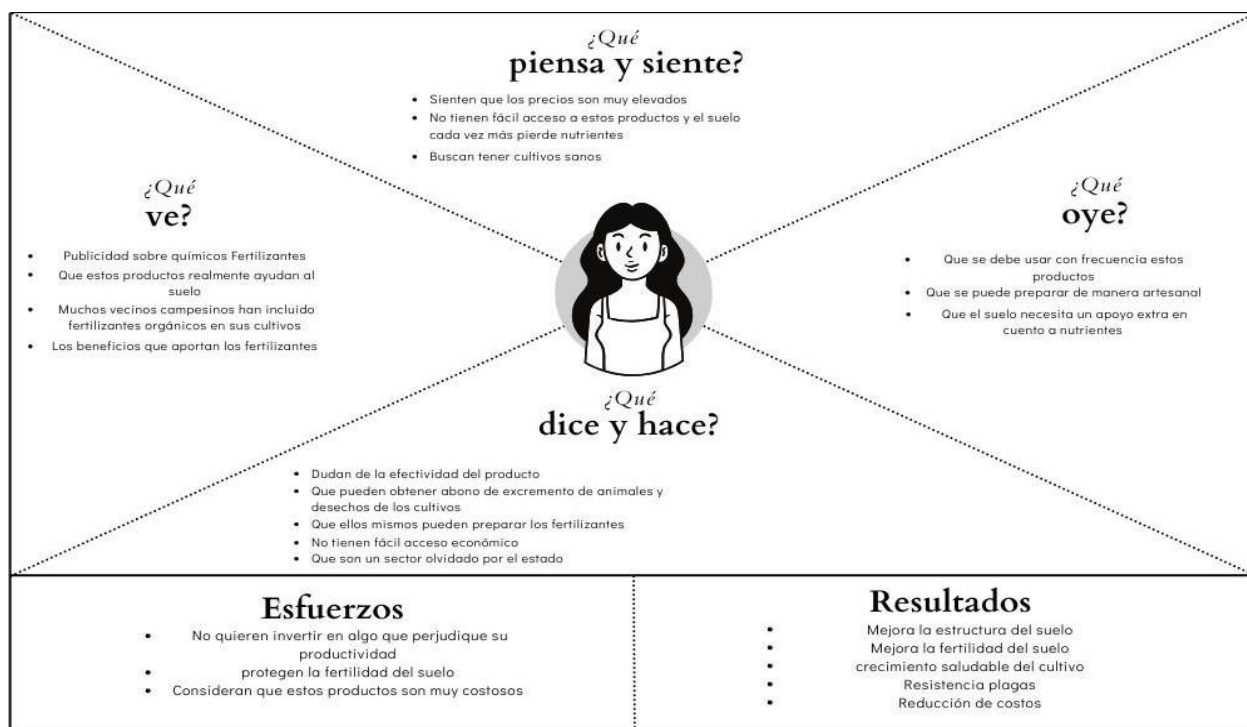 ¿Qué
piensa y siente?
• Sienten que los precios son muy elevados
• No tienen fácil acceso a estos productos y el suelo
cada vez más pierde nutrientes
• Buscan tener cultivos sanos
¿Qué
ve?
• Publicidad sobre químicos Fertilizantes
• Que estos productos realmente ayudan al
suelo
• Muchos vecinos campesinos han incluido
fertilizantes orgánicos en sus cultivos
• Los beneficios que aportan los fertilizantes
¿Qué
oye?
• Que se debe usar con frecuencia estos
productos
• Que se puede preparar de manera artesanal
• Que el suelo necesita un apoyo extra en
cuento a nutrientes
¿Qué
dice y hace?
• Dudan de la efectividad del producto
• Que pueden obtener abono de excremento de animales y
desechos de los cultivos
• Que ellos mismos pueden preparar los fertilizantes
• No tienen fácil acceso económico
• Que son un sector olvidado por el estado
Esfuerzos
• No quieren invertir en algo que perjudique su
productividad
• protegen la fertilidad del suelo
• Consideran que estos productos son muy costosos
Resultados
• Mejora la estructura del suelo
• Mejora la fertilidad del suelo
• crecimiento saludable del cultivo
• Resistencia plagas
• Reducción de costos